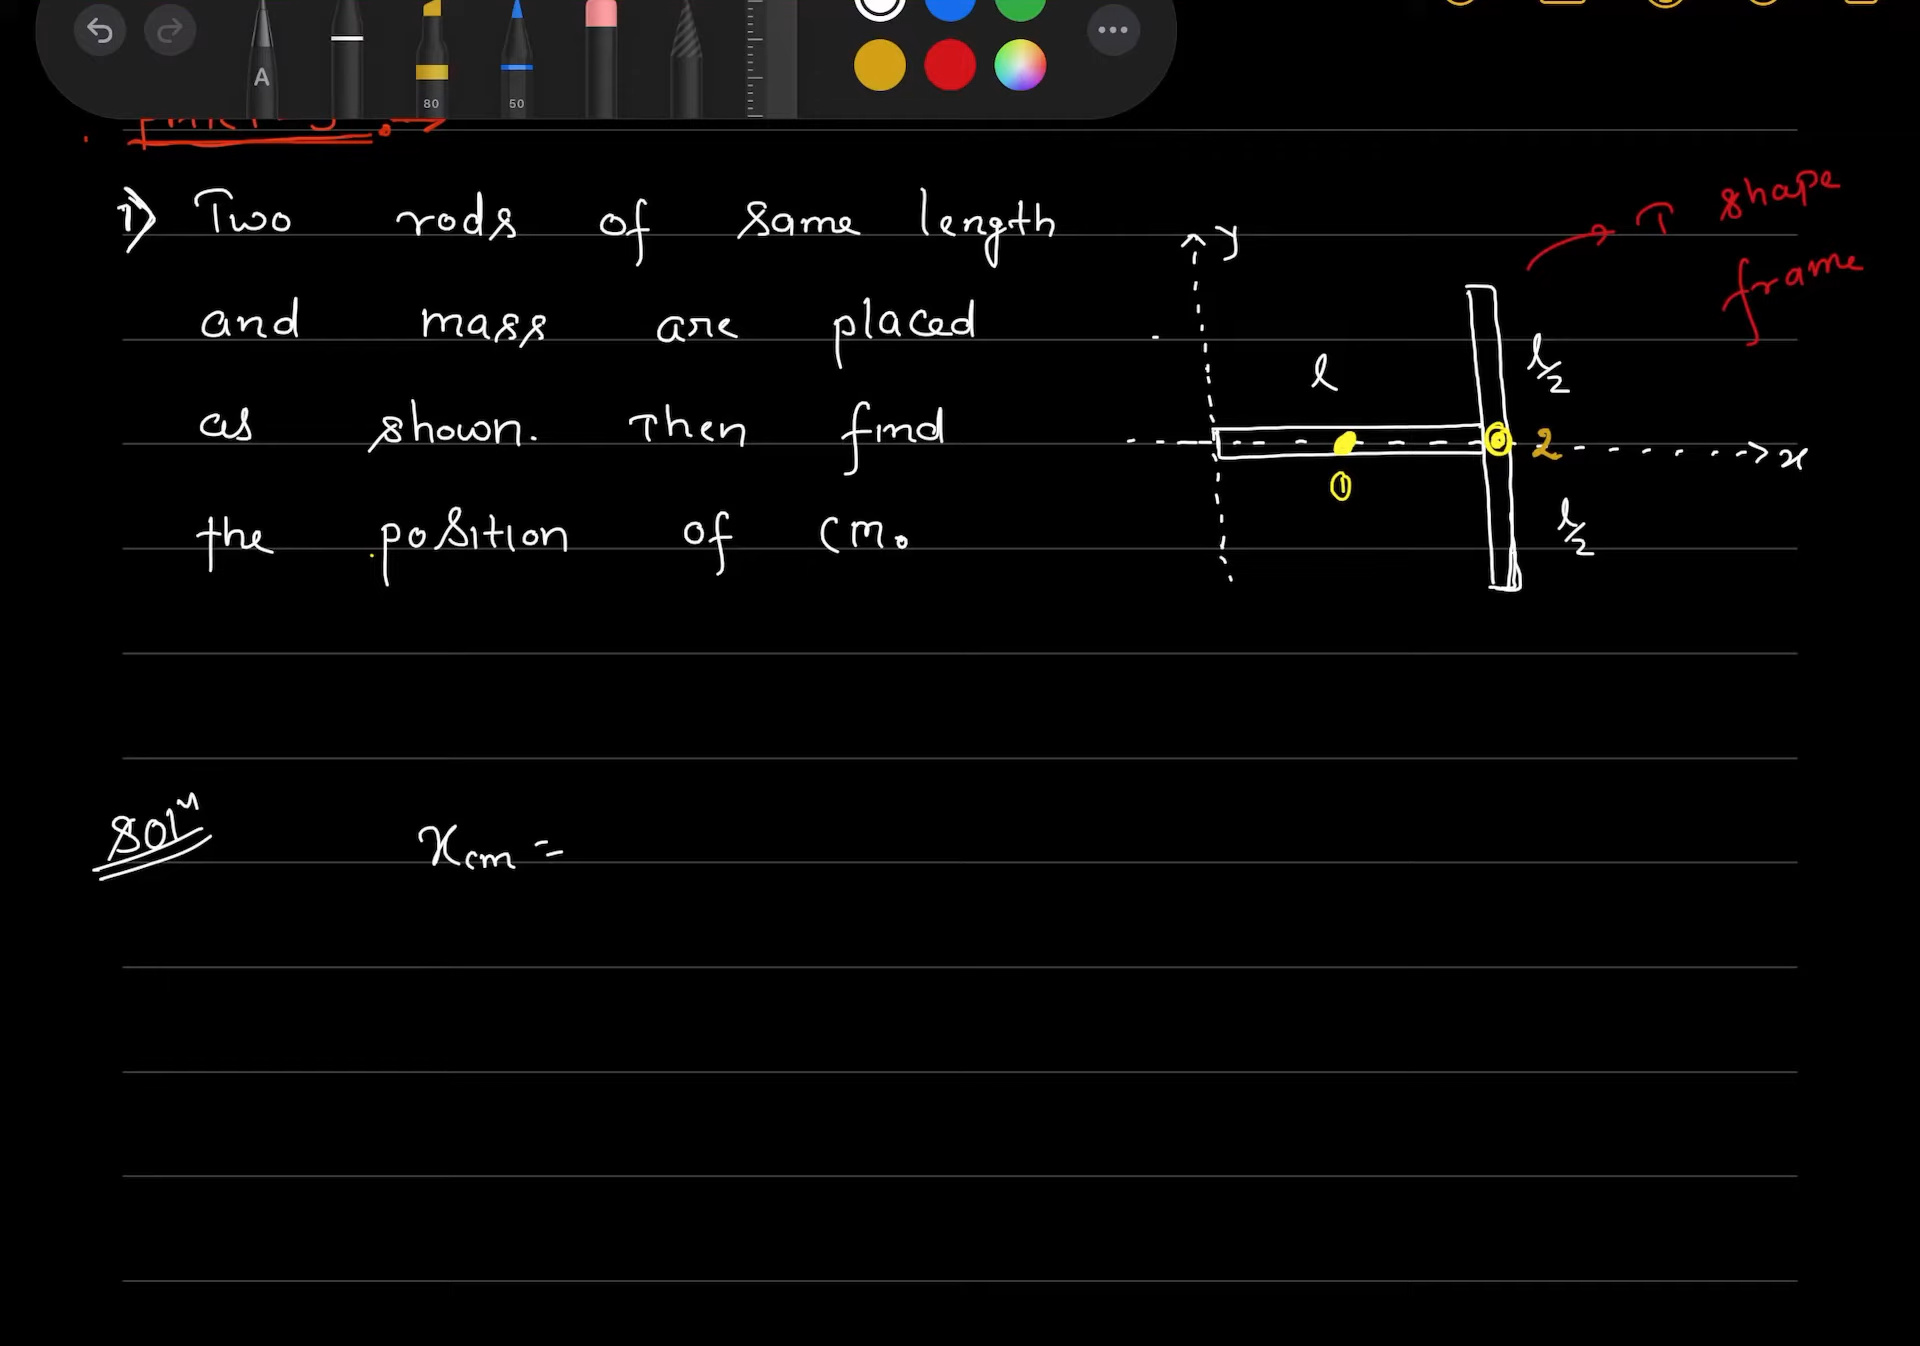 A
80
50
1) Two rods of same length
and mass are placed
as shown. Then find
the position of CM.
y
T shape
frame
l
l/2
2
x
1
l/2
Solⁿ
xcm =